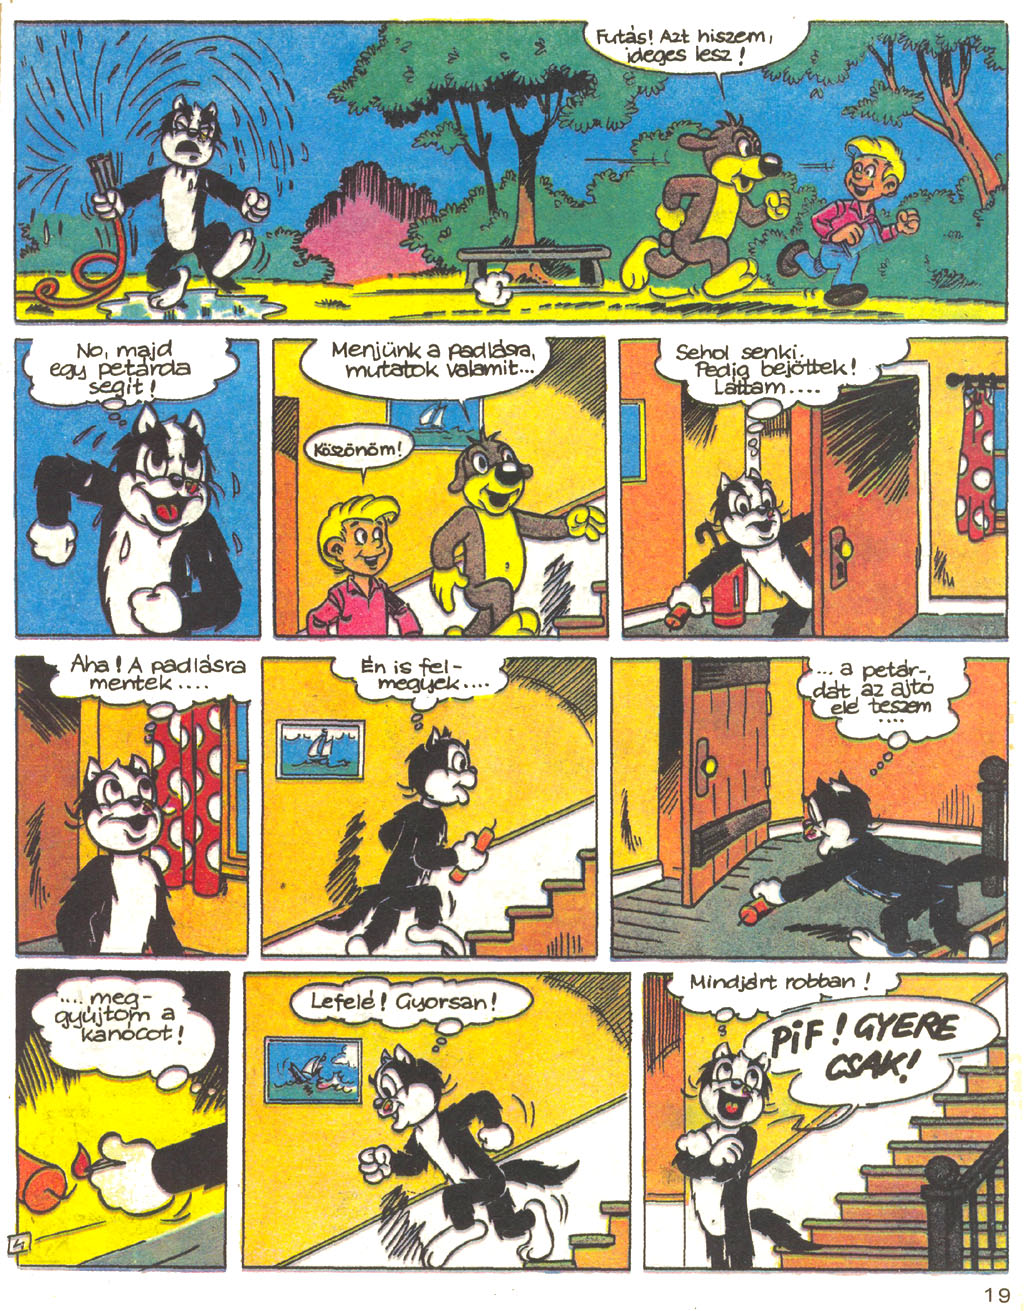 Futás! Azt hiszem,
ideges lesz!
No, majd
egy petárda
segit!
Menjünk a padlásra,
mutatok valamit...
Köszönöm!
Sehol senki.
Pedig bejöttek!
Láttam....
Aha! A padlásra
mentek....
Én is fel-
megyek....
... a petár-
dát az ajtó
elé teszem
....
.... meg-
gyújtom a
kanócot!
Lefelé! Gyorsan!
Mindjárt robban!
PIF! GYERE
CSAK!
4
19